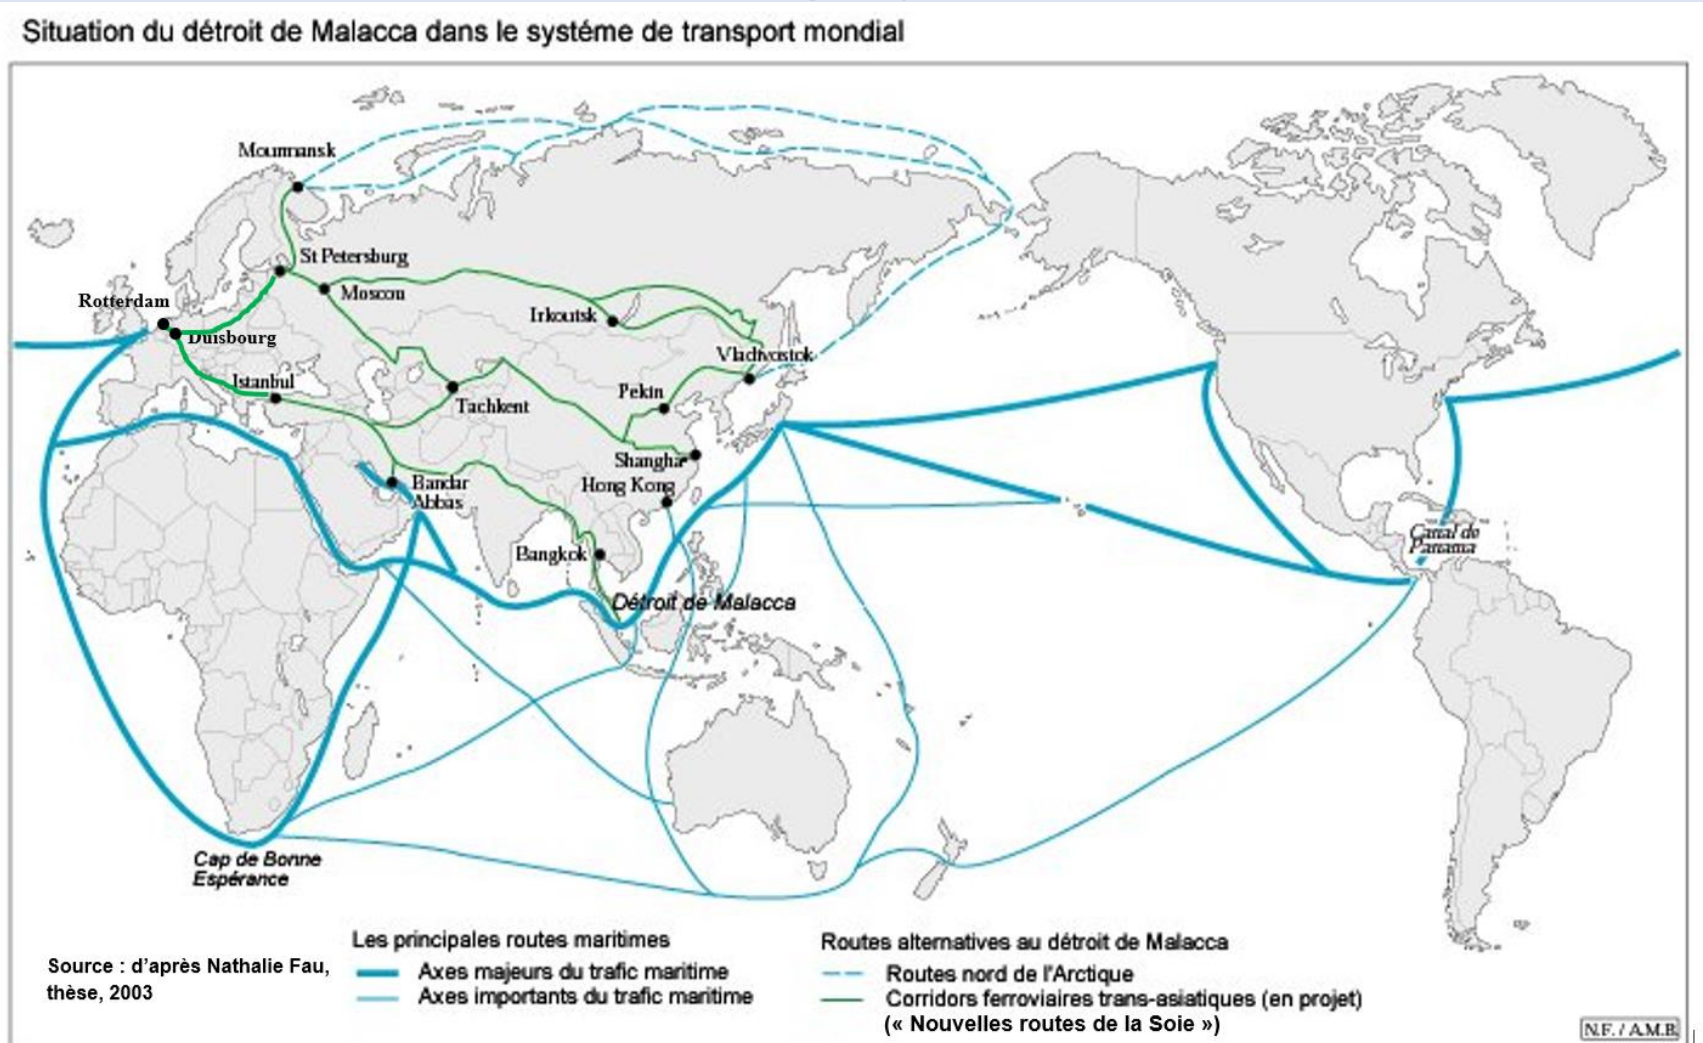 Situation du détroit de Malacca dans le systéme de transport mondial
Mourmansk
St Petersburg
Moscou
Rotterdam
Duisbourg
Irkoutsk
Istanbul
Vladivostok
Pekin
Tachkent
Shanghaï
Hong Kong
Bandar
Abbas
Bangkok
Canal de
Panama
Détroit de Malacca
Cap de Bonne
Espérance
Les principales routes maritimes
Axes majeurs du trafic maritime
Axes importants du trafic maritime
Routes alternatives au détroit de Malacca
Routes nord de l'Arctique
Corridors ferroviaires trans-asiatiques (en projet)
(« Nouvelles routes de la Soie »)
Source : d'après Nathalie Fau,
thèse, 2003
N.F. / A.M.B.